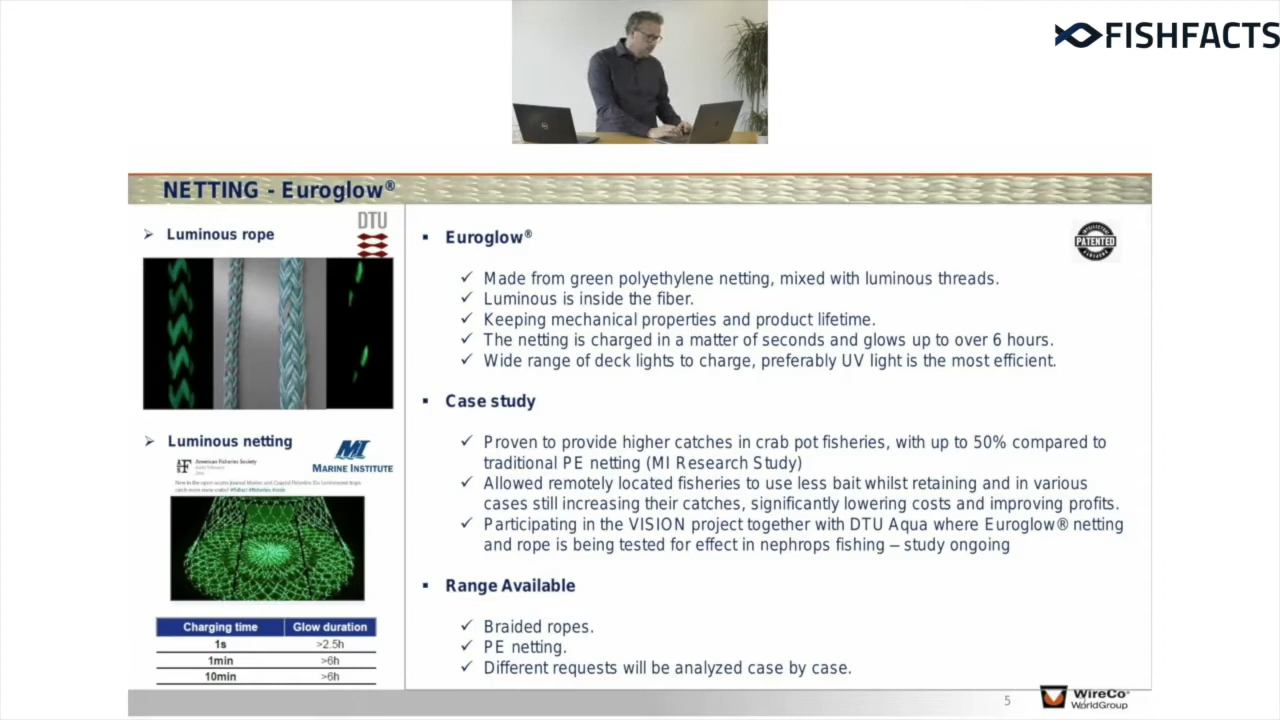 FISHFACTS
NETTING - Euroglow®
Luminous rope
DTU
Luminous netting
MI
MARINE INSTITUTE
American Fisheries Society
Charging time Glow duration
1s >2.5h
1min >6h
10min >6h
Euroglow®
PATENTED
Made from green polyethylene netting, mixed with luminous threads.
Luminous is inside the fiber.
Keeping mechanical properties and product lifetime.
The netting is charged in a matter of seconds and glows up to over 6 hours.
Wide range of deck lights to charge, preferably UV light is the most efficient.
Case study
Proven to provide higher catches in crab pot fisheries, with up to 50% compared to
traditional PE netting (MI Research Study)
Allowed remotely located fisheries to use less bait whilst retaining and in various
cases still increasing their catches, significantly lowering costs and improving profits.
Participating in the VISION project together with DTU Aqua where Euroglow® netting
and rope is being tested for effect in nephrops fishing – study ongoing
Range Available
Braided ropes.
PE netting.
Different requests will be analyzed case by case.
5
WireCo
WorldGroup